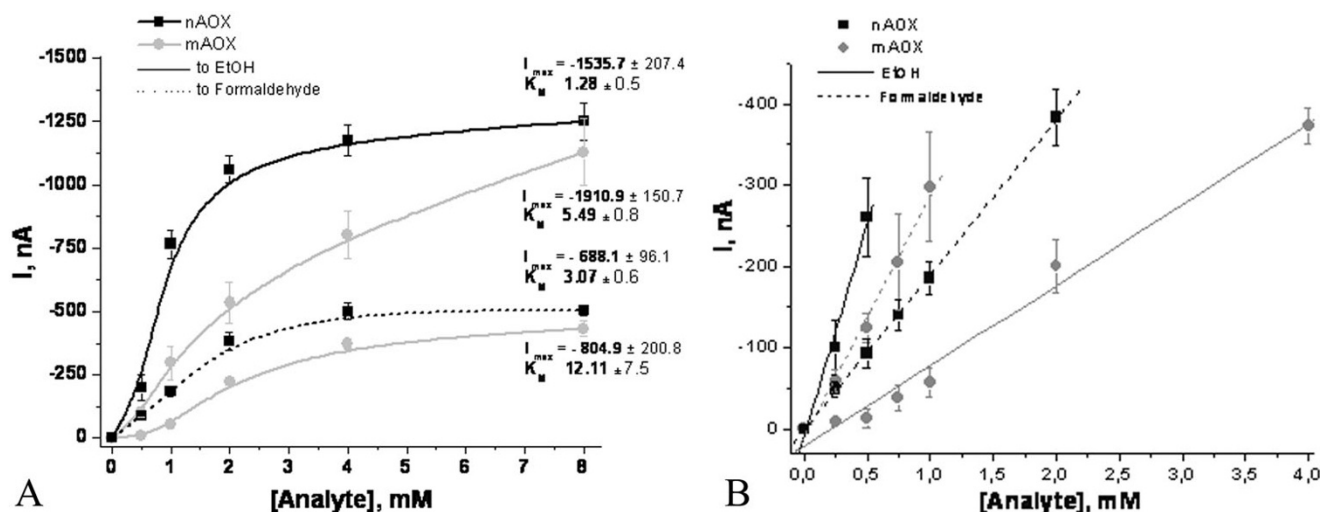 nAOX
mAOX
to EtOH
to Formaldehyde
I, nA
-1500
-1250
-1000
-750
-500
-250
0
I max = -1535.7 ± 207.4
K M 1.28 ± 0.5
I max = -1910.9 ± 150.7
K M 5.49 ± 0.8
I max = - 688.1 ± 96.1
K M 3.07 ± 0.6
I max = - 804.9 ± 200.8
K M 12.11 ± 7.5
0 1 2 3 4 5 6 7 8
[Analyte], mM
A
nAOX
mAOX
EtOH
Formaldehyde
I, nA
-400
-300
-200
-100
0
0,0 0,5 1,0 1,5 2,0 2,5 3,0 3,5 4,0
[Analyte], mM
B